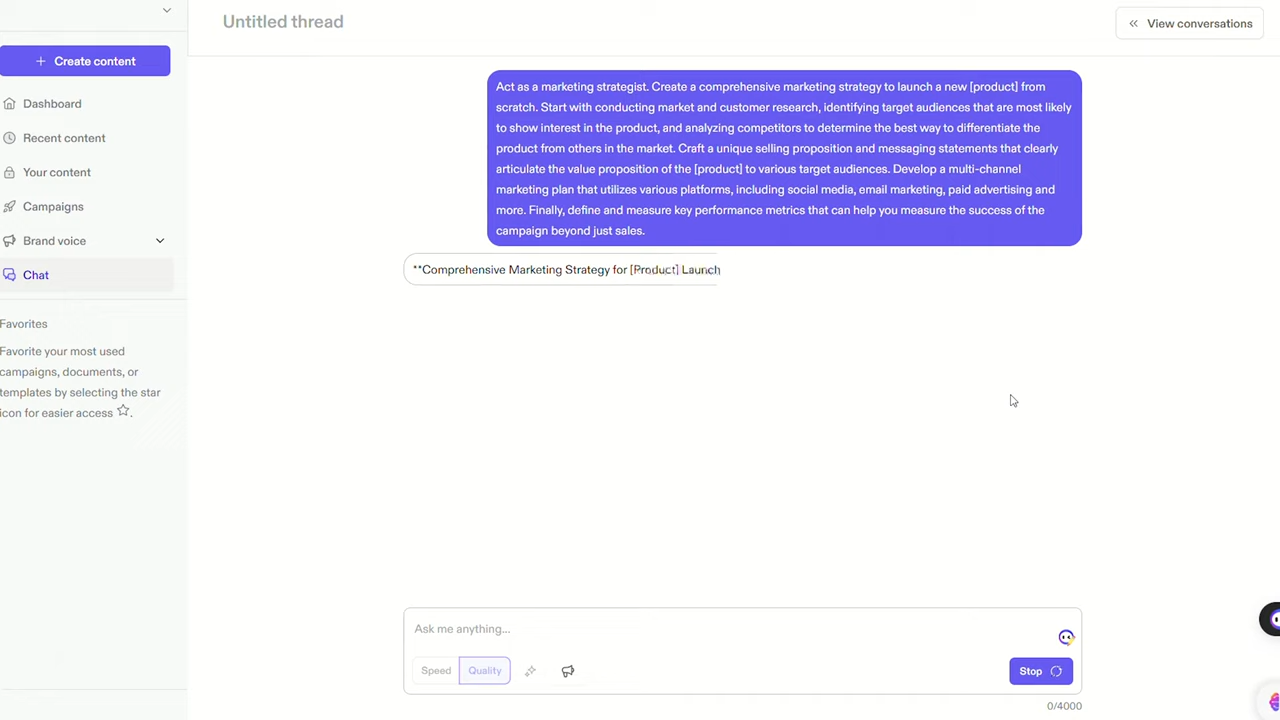 Untitled thread
View conversations
Create content
Dashboard
Recent content
Your content
Campaigns
Brand voice
Chat
Favorites
Favorite your most used
campaigns, documents, or
templates by selecting the star
icon for easier access .
Act as a marketing strategist. Create a comprehensive marketing strategy to launch a new [product] from
scratch. Start with conducting market and customer research, identifying target audiences that are most likely
to show interest in the product, and analyzing competitors to determine the best way to differentiate the
product from others in the market. Craft a unique selling proposition and messaging statements that clearly
articulate the value proposition of the [product] to various target audiences. Develop a multi-channel
marketing plan that utilizes various platforms, including social media, email marketing, paid advertising and
more. Finally, define and measure key performance metrics that can help you measure the success of the
campaign beyond just sales.
**Comprehensive Marketing Strategy for [Product] Launch
Ask me anything...
Speed
Quality
Stop
0/4000